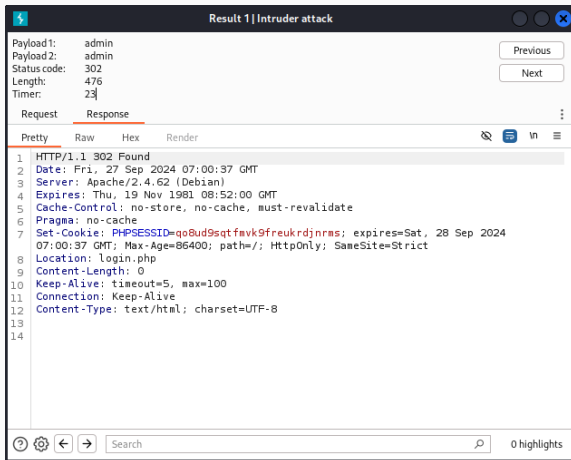 Result 1 | Intruder attack
Payload 1: admin
Payload 2: admin
Status code: 302
Length: 476
Timer: 23
Previous
Next
Request Response
Pretty Raw Hex Render \n
1 HTTP/1.1 302 Found
2 Date: Fri, 27 Sep 2024 07:00:37 GMT
3 Server: Apache/2.4.62 (Debian)
4 Expires: Thu, 19 Nov 1981 08:52:00 GMT
5 Cache-Control: no-store, no-cache, must-revalidate
6 Pragma: no-cache
7 Set-Cookie: PHPSESSID=qo8ud9sqtfmvk9freukrdjnrms; expires=Sat, 28 Sep 2024
07:00:37 GMT; Max-Age=86400; path=/; HttpOnly; SameSite=Strict
8 Location: login.php
9 Content-Length: 0
10 Keep-Alive: timeout=5, max=100
11 Connection: Keep-Alive
12 Content-Type: text/html; charset=UTF-8
13
14
Search 0 highlights